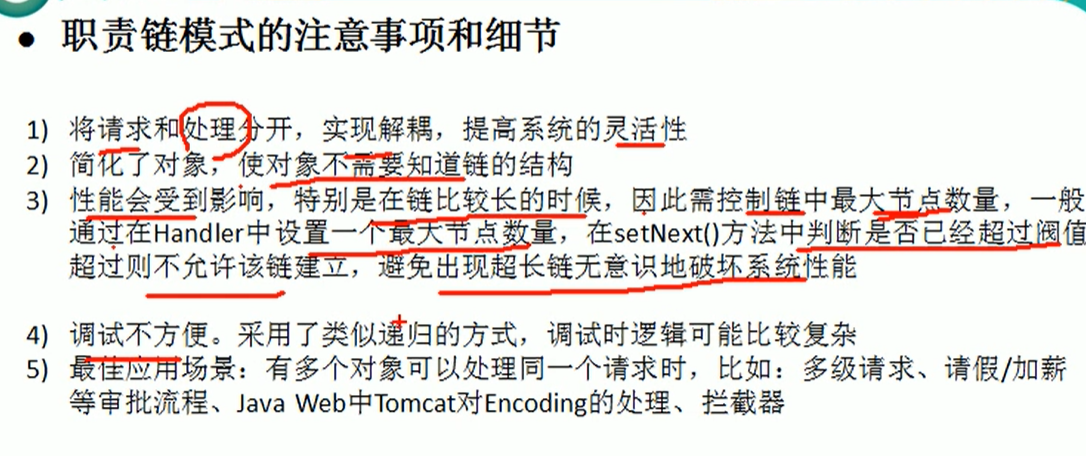 ● 职责链模式的注意事项和细节
1) 将请求和处理分开，实现解耦，提高系统的灵活性
2) 简化了对象，使对象不需要知道链的结构
3) 性能会受到影响，特别是在链比较长的时候，因此需控制链中最大节点数量，一般
通过在Handler中设置一个最大节点数量，在setNext()方法中判断是否已经超过阀值
超过则不允许该链建立，避免出现超长链无意识地破坏系统性能
4) 调试不方便。采用了类似递归的方式，调试时逻辑可能比较复杂
5) 最佳应用场景：有多个对象可以处理同一个请求时，比如：多级请求、请假/加薪
等审批流程、Java Web中Tomcat对Encoding的处理、拦截器